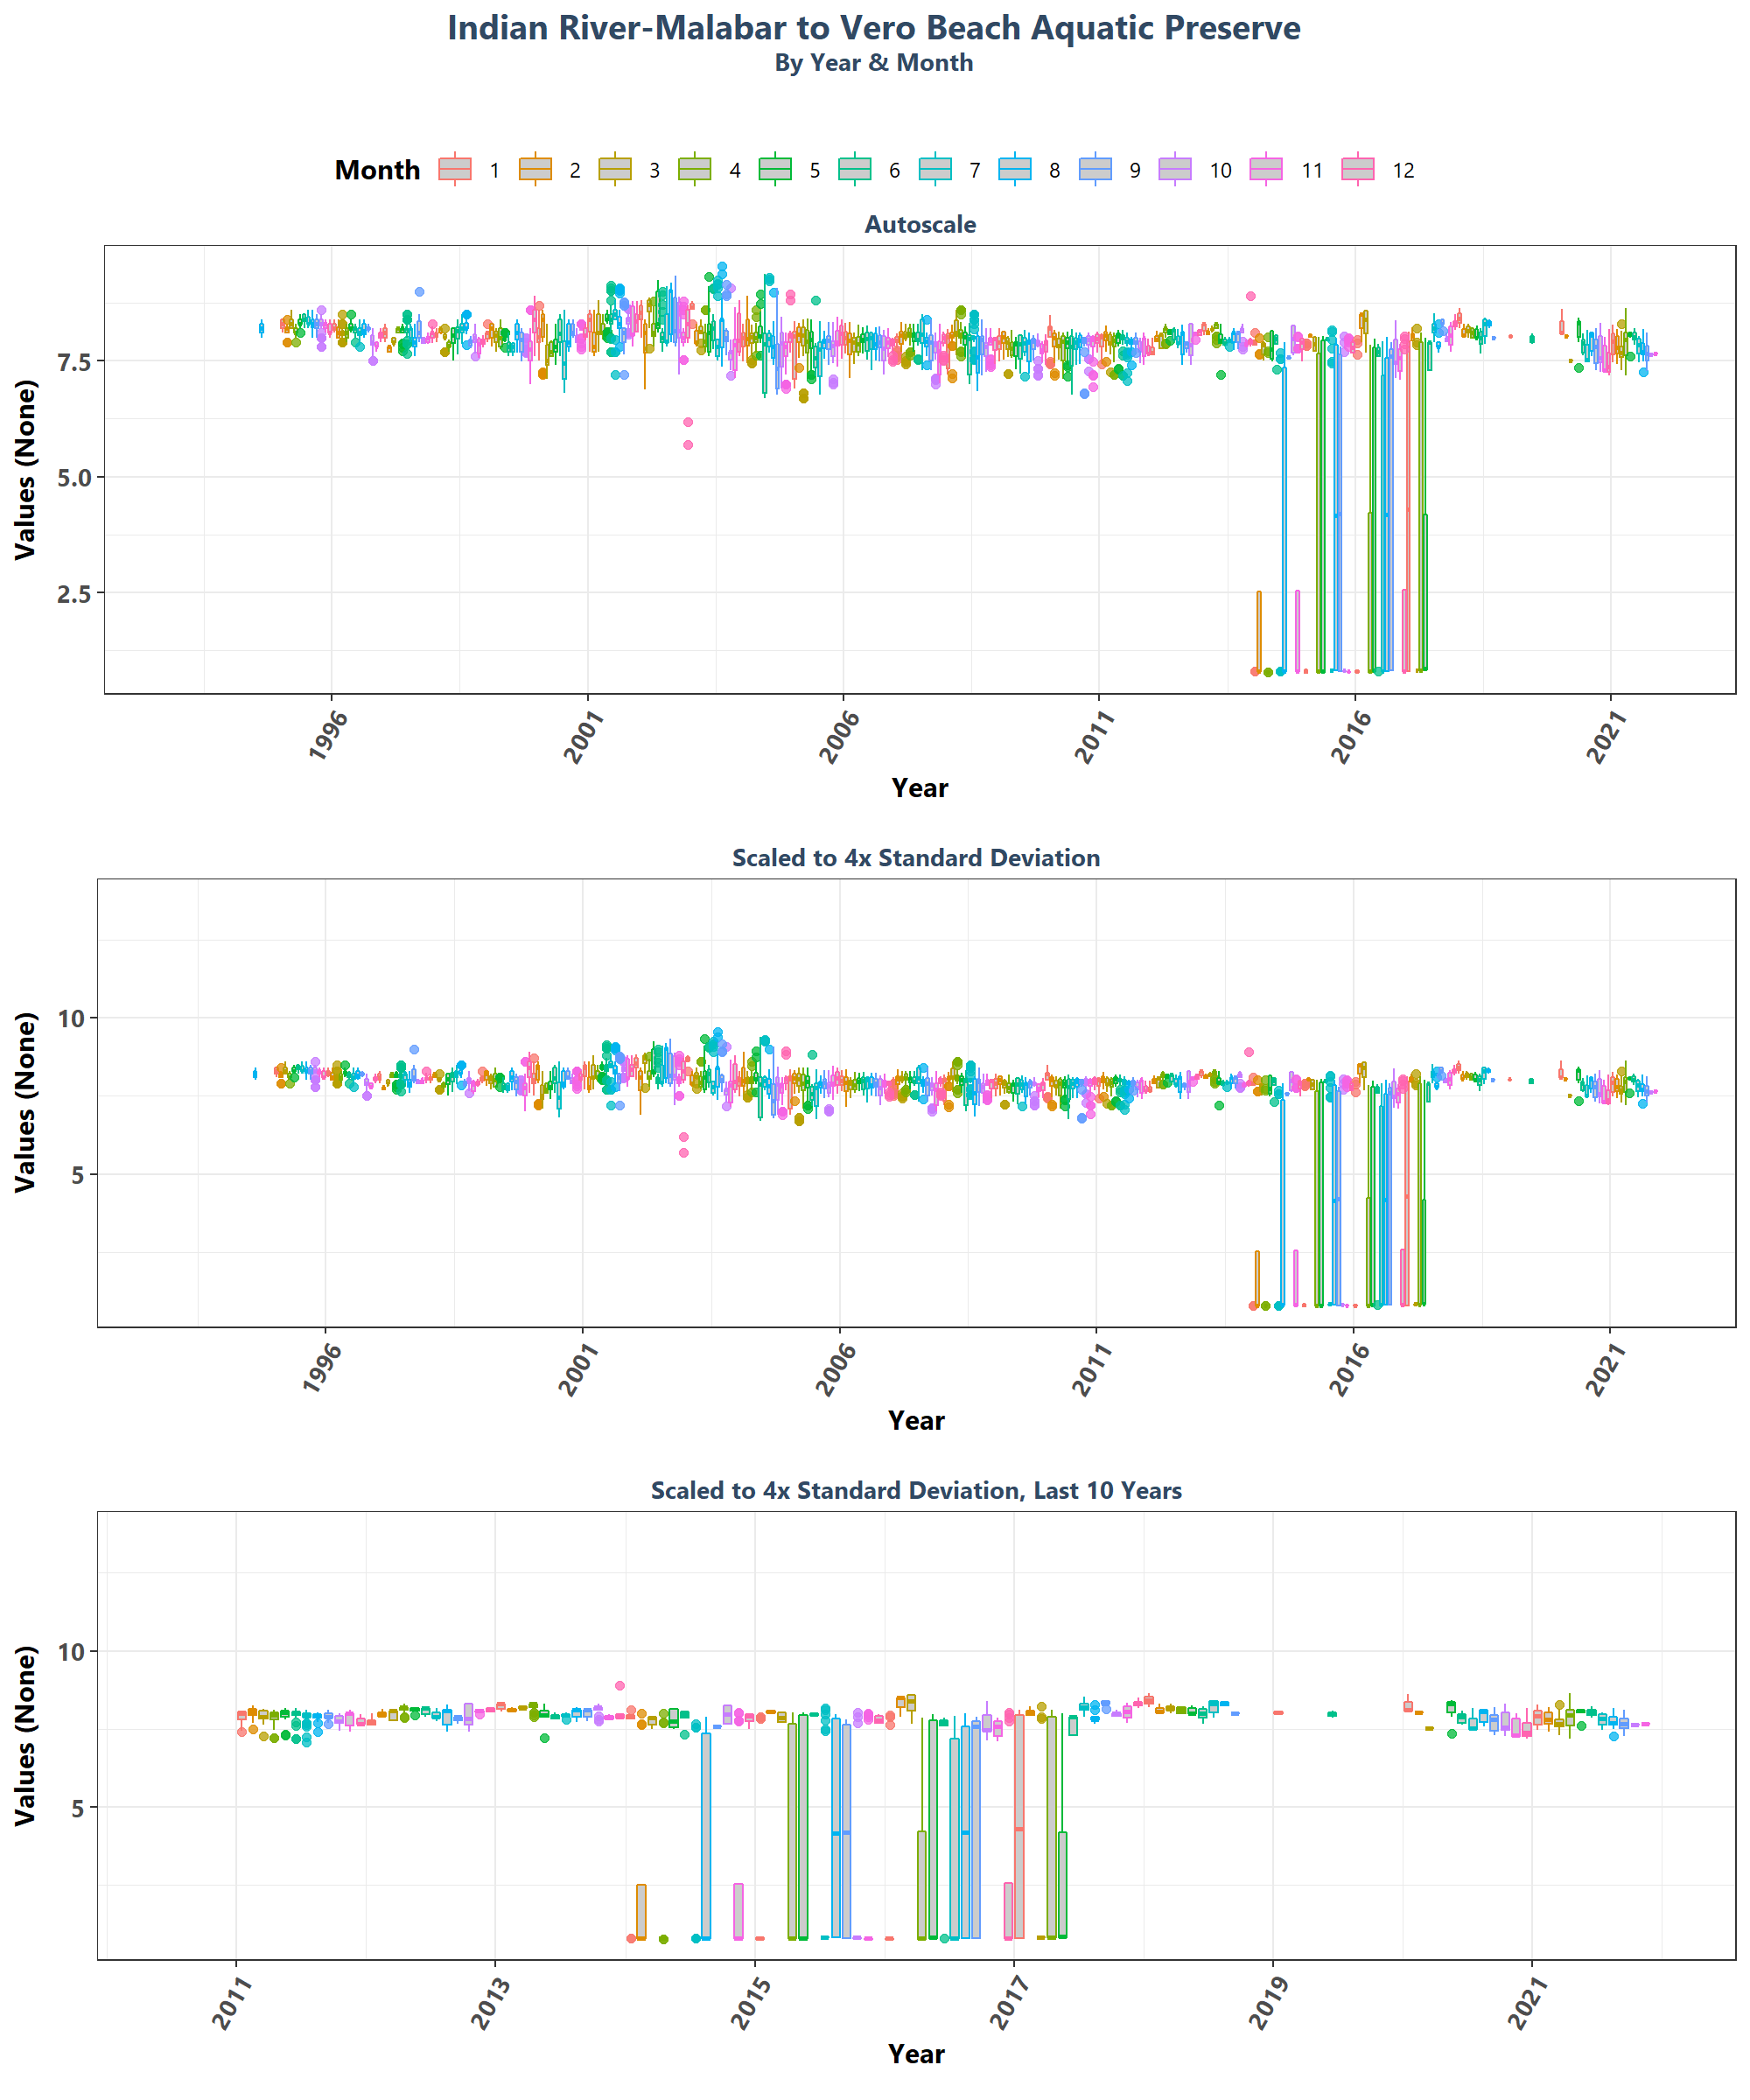 Indian River-Malabar to Vero Beach Aquatic Preserve
By Year & Month
Month 1 2 3 4 5 6 7 8 9 10 11 12
Autoscale
Values (None)
7.5
5.0
2.5
1996 2001 2006 2011 2016 2021
Year
Scaled to 4x Standard Deviation
Values (None)
10
5
1996 2001 2006 2011 2016 2021
Year
Scaled to 4x Standard Deviation, Last 10 Years
Values (None)
10
5
2011 2013 2015 2017 2019 2021
Year